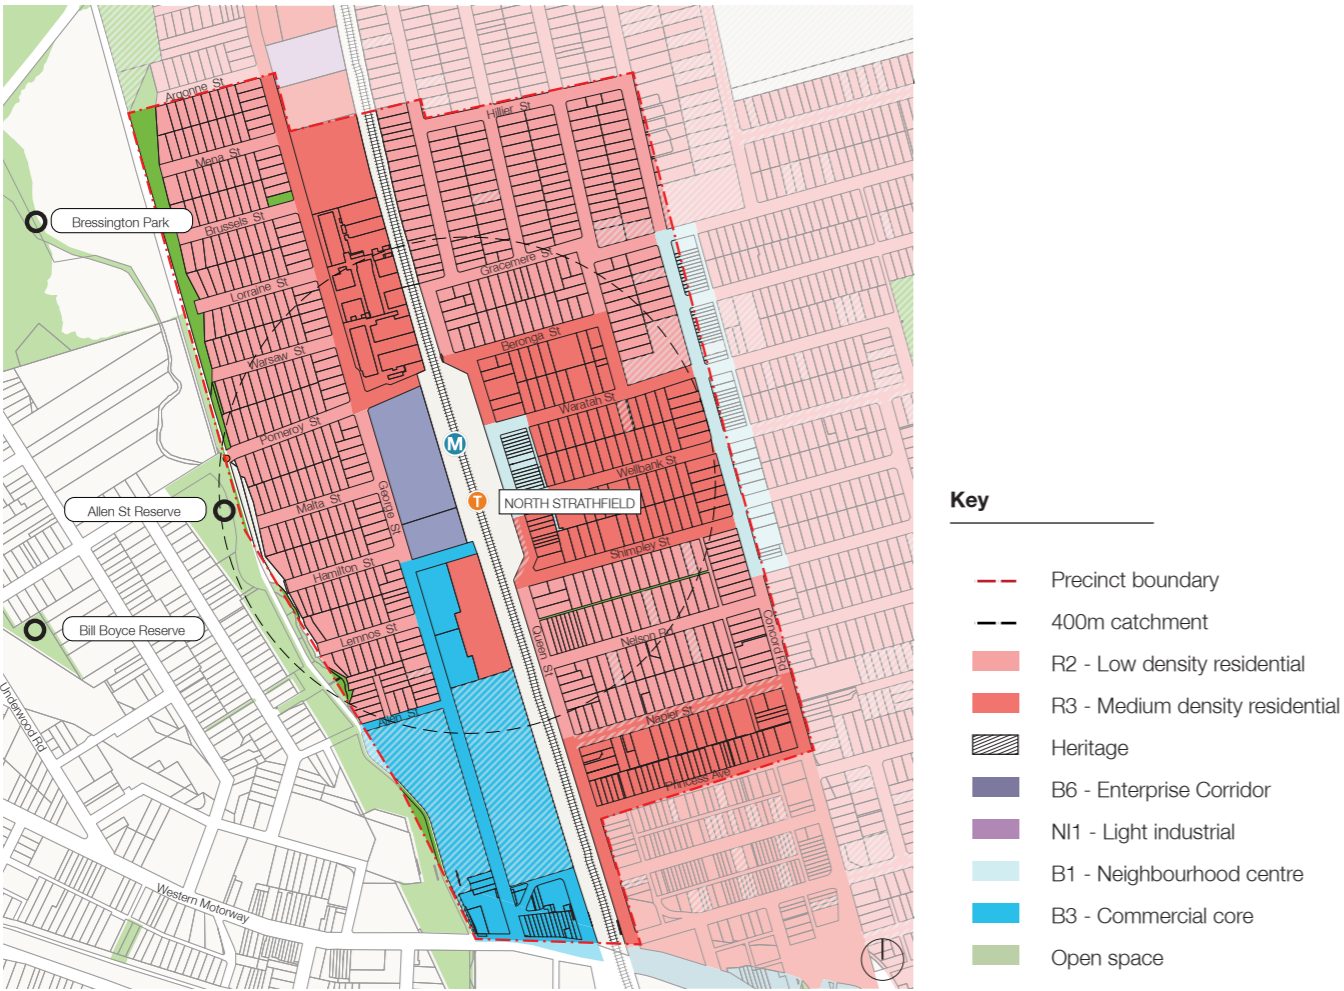 Argonne St
Hillier St
Mena St
Bressington Park
Brussels St
Gracemere St
Lorraine St
Beronga St
Warsaw St
Waratah St
Pomeroy St
M
Wellbank St
George St
T
NORTH STRATHFIELD
Malta St
Allen St Reserve
Shimpley St
Hamilton St
Bill Boyce Reserve
Lemnos St
Queen St
Nelson Rd
Concord Rd
Underwood Rd
Allen St
Napier St
Princess Ave
Western Motorway
Key
Precinct boundary
400m catchment
R2 - Low density residential
R3 - Medium density residential
Heritage
B6 - Enterprise Corridor
NI1 - Light industrial
B1 - Neighbourhood centre
B3 - Commercial core
Open space